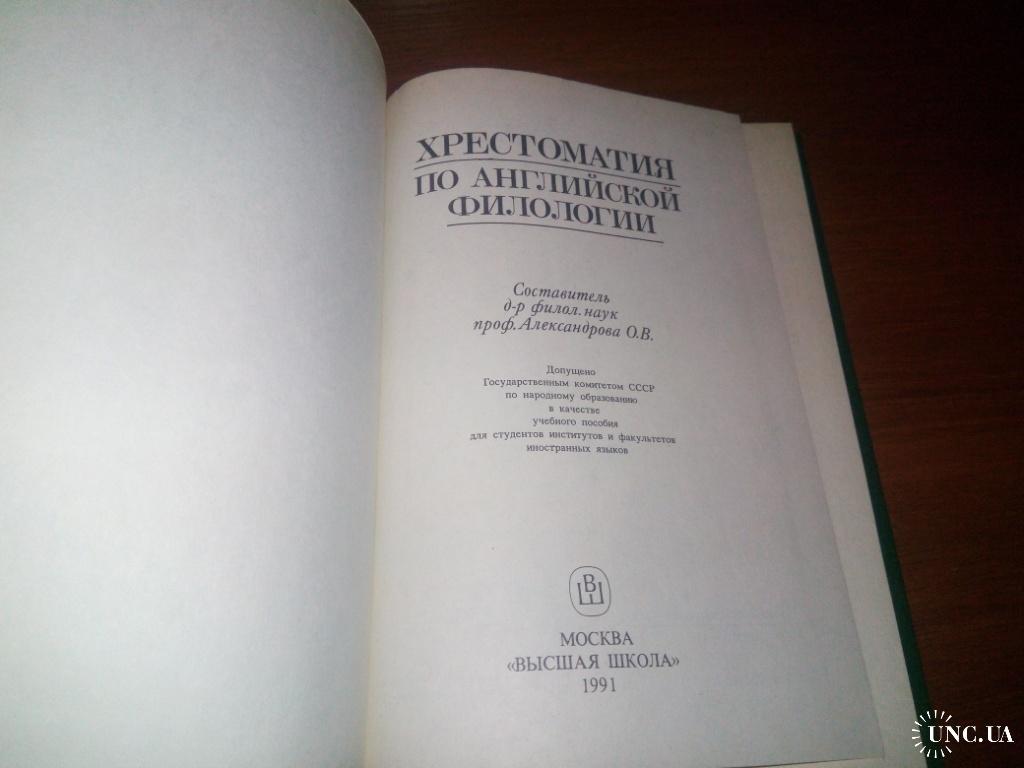 ХРЕСТОМАТИЯ
ПО АНГЛИЙСКОЙ
ФИЛОЛОГИИ
Составитель
д-р филол. наук
проф. Александрова О.В.
Допущено
Государственным комитетом СССР
по народному образованию
в качестве
учебного пособия
для студентов институтов и факультетов
иностранных языков
ВШ
МОСКВА
«ВЫСШАЯ ШКОЛА»
1991
UNC.UA